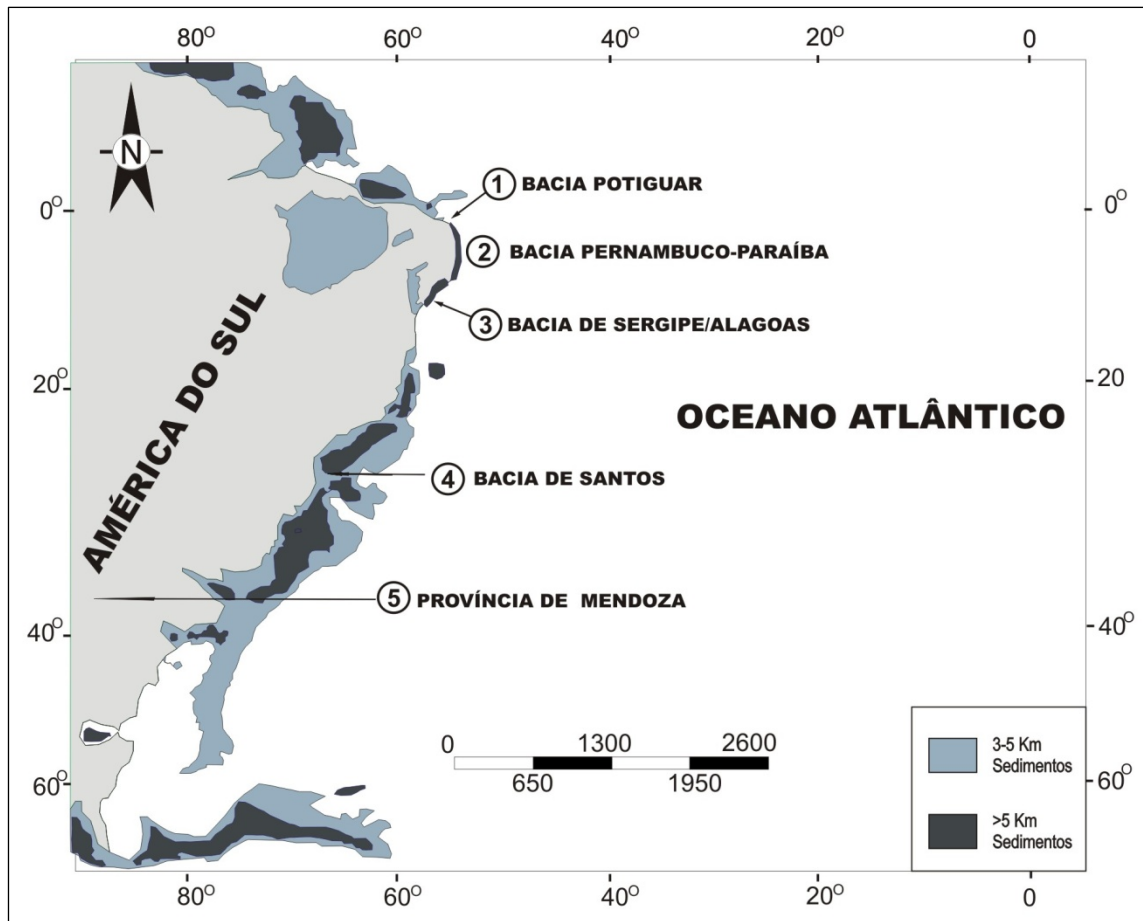 80° 60° 40° 20° 0
N
1 BACIA POTIGUAR
0° 0°
2 BACIA PERNAMBUCO-PARAÍBA
3 BACIA DE SERGIPE/ALAGOAS
AMÉRICA DO SUL
20° 20
OCEANO ATLÂNTICO
4 BACIA DE SANTOS
5 PROVÍNCIA DE MENDOZA
40° 40°
0 1300 2600
650 1950
3-5 Km
Sedimentos
60° 60°
>5 Km
Sedimentos
80° 60° 40° 20° 0